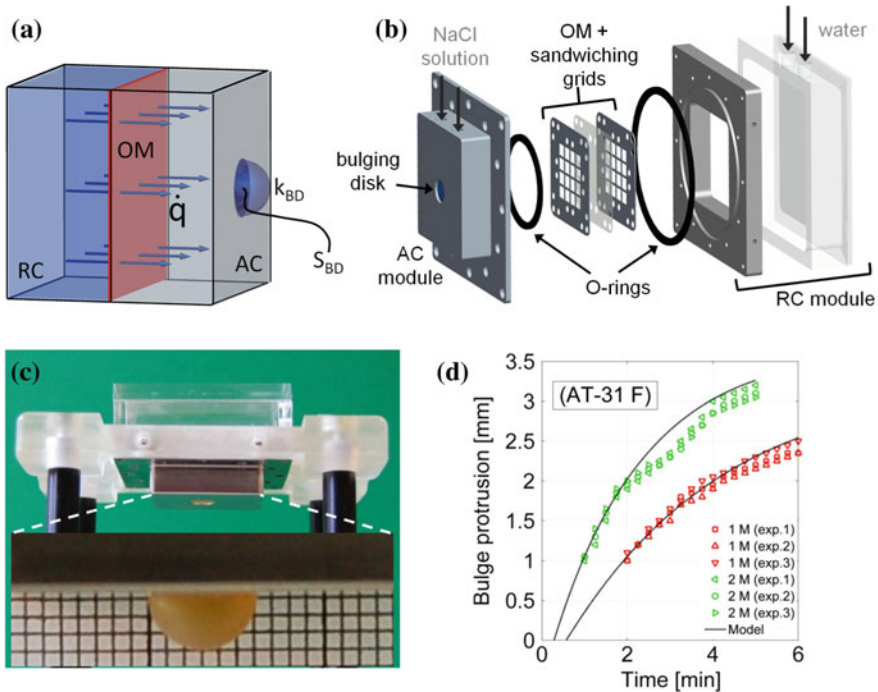 (a)
RC
OM
q̇
AC
k_BD
S_BD
(b)
NaCl
solution
OM +
sandwiching
grids
water
bulging
disk
AC
module
O-rings
RC module
(c)
(d)
(AT-31 F)
Bulge protrusion [mm]
3.5
3
2.5
2
1.5
1
0.5
0
0
2
4
6
Time [min]
1 M (exp.1)
1 M (exp.2)
1 M (exp.3)
2 M (exp.1)
2 M (exp.2)
2 M (exp.3)
Model